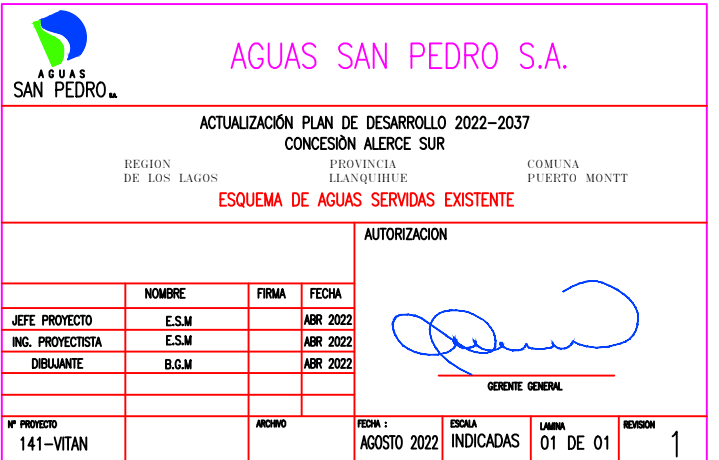 AGUAS
SAN PEDRO S.A.
AGUAS SAN PEDRO S.A.
ACTUALIZACIÓN PLAN DE DESARROLLO 2022-2037
CONCESIÒN ALERCE SUR
REGION PROVINCIA COMUNA
DE LOS LAGOS LLANQUIHUE PUERTO MONTT
ESQUEMA DE AGUAS SERVIDAS EXISTENTE
AUTORIZACION
NOMBRE FIRMA FECHA
JEFE PROYECTO E.S.M ABR 2022
ING. PROYECTISTA E.S.M ABR 2022
DIBUJANTE B.G.M ABR 2022
GERENTE GENERAL
Nº PROYECTO ARCHIVO FECHA : ESCALA LAMINA REVISION
141-VITAN AGOSTO 2022 INDICADAS 01 DE 01 1